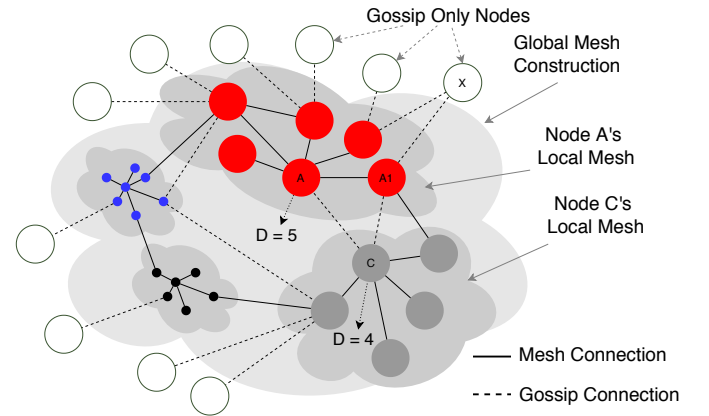 Gossip Only Nodes
Global Mesh
Construction
X
Node A's
Local Mesh
A
A1
Node C's
Local Mesh
D = 5
C
D = 4
Mesh Connection
Gossip Connection